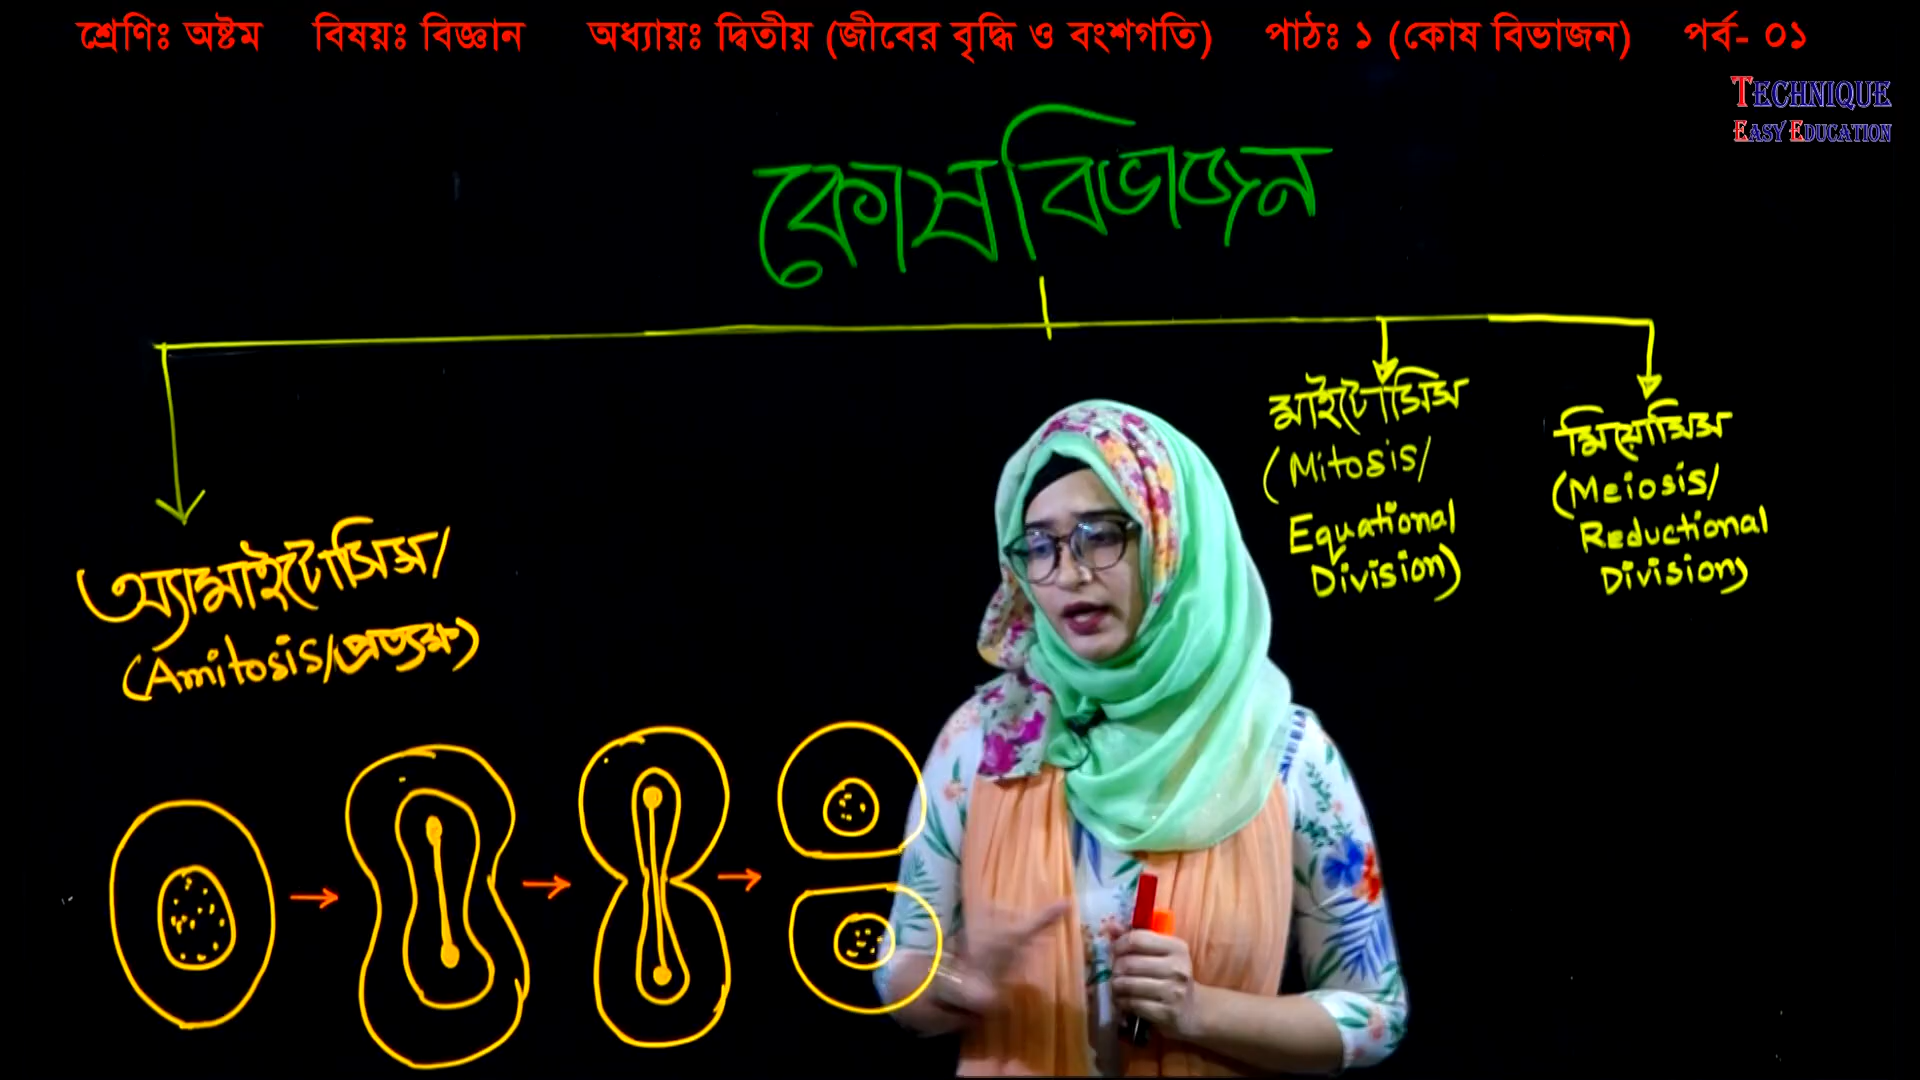 শ্রেণিঃ অষ্টম বিষয়ঃ বিজ্ঞান অধ্যায়ঃ দ্বিতীয় (জীবের বৃদ্ধি ও বংশগতি) পাঠঃ ১ (কোষ বিভাজন) পর্ব- ০১
TECHNIQUE
EASY EDUCATION
কোষ বিভাজন
অ্যামাইটোসিস/
(Amitosis/প্রত্যক্ষ)
মাইটোসিস
(Mitosis/
Equational
Division)
মিয়োসিস
(Meiosis/
Reductional
Division)